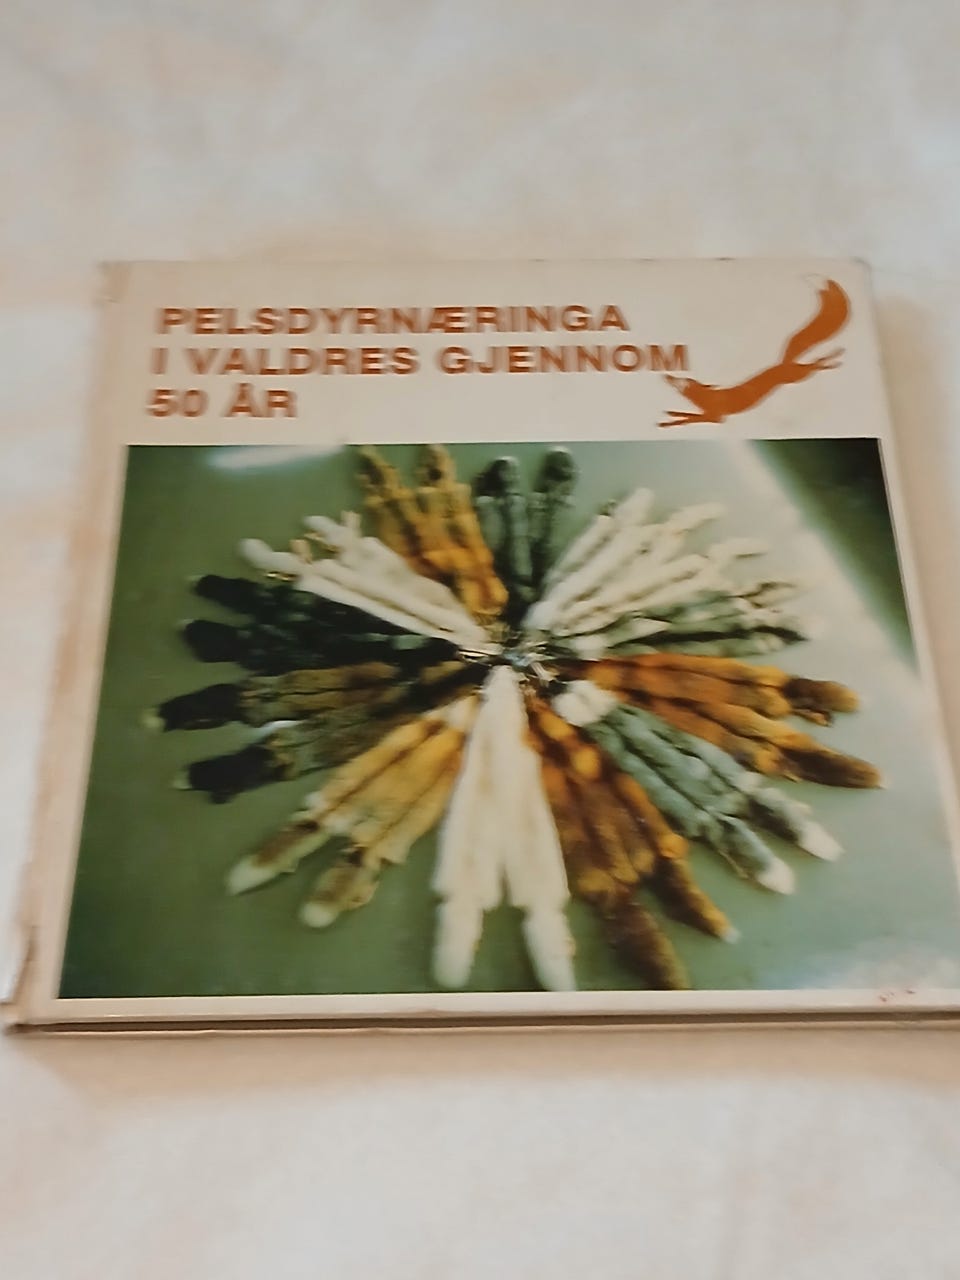 PELSDYRNÆRINGA
I VALDRES GJENNOM
50 ÅR